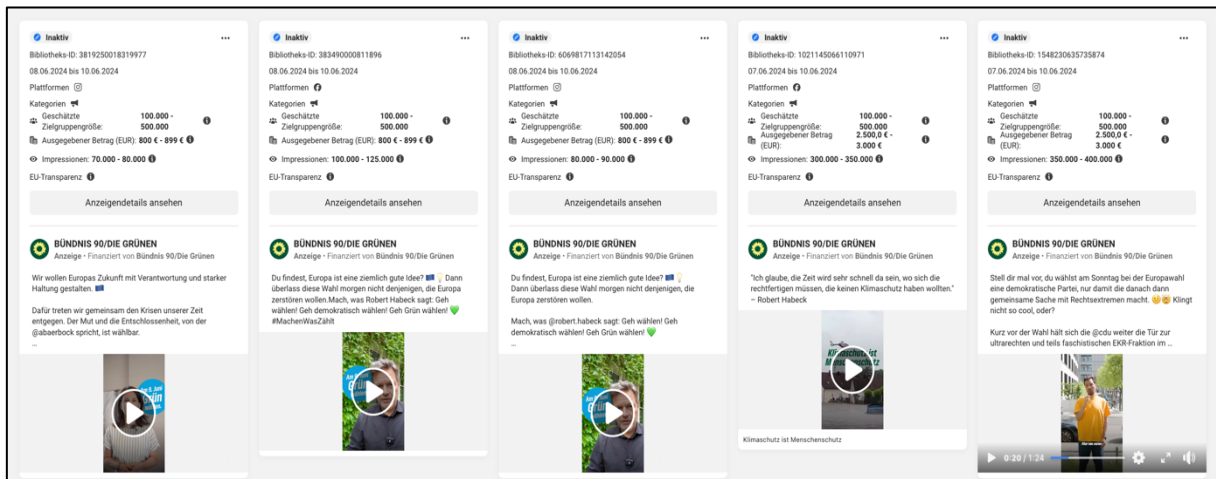 Inaktiv
Bibliotheks-ID: 3819250018319977
08.06.2024 bis 10.06.2024
Plattformen
Kategorien
Geschätzte
Zielgruppengröße:
100.000 -
500.000
Ausgegebener Betrag (EUR): 800 € - 899 €
Impressionen: 70.000 - 80.000
EU-Transparenz
Anzeigendetails ansehen
BÜNDNIS 90/DIE GRÜNEN
Anzeige • Finanziert von Bündnis 90/Die Grünen
Wir wollen Europas Zukunft mit Verantwortung und starker
Haltung gestalten. 🇪🇺
Dafür treten wir gemeinsam den Krisen unserer Zeit
entgegen. Der Mut und die Entschlossenheit, von der
@abaerbock spricht, ist wählbar.
...
Am 9. Juni
Grün
Inaktiv
Bibliotheks-ID: 383490000811896
08.06.2024 bis 10.06.2024
Plattformen
Kategorien
Geschätzte
Zielgruppengröße:
100.000 -
500.000
Ausgegebener Betrag (EUR): 800 € - 899 €
Impressionen: 100.000 - 125.000
EU-Transparenz
Anzeigendetails ansehen
BÜNDNIS 90/DIE GRÜNEN
Anzeige • Finanziert von Bündnis 90/Die Grünen
Du findest, Europa ist eine ziemlich gute Idee? 🇪🇺💡 Dann
überlass diese Wahl morgen nicht denjenigen, die Europa
zerstören wollen.Mach, was Robert Habeck sagt: Geh
wählen! Geh demokratisch wählen! Geh Grün wählen! 💚
#MachenWasZählt
Inaktiv
Bibliotheks-ID: 6069817113142054
08.06.2024 bis 10.06.2024
Plattformen
Kategorien
Geschätzte
Zielgruppengröße:
100.000 -
500.000
Ausgegebener Betrag (EUR): 800 € - 899 €
Impressionen: 80.000 - 90.000
EU-Transparenz
Anzeigendetails ansehen
BÜNDNIS 90/DIE GRÜNEN
Anzeige • Finanziert von Bündnis 90/Die Grünen
Du findest, Europa ist eine ziemlich gute Idee? 🇪🇺💡
Dann überlass diese Wahl morgen nicht denjenigen, die
Europa zerstören wollen.
Mach, was @robert.habeck sagt: Geh wählen! Geh
demokratisch wählen! Geh Grün wählen! 💚
...
Inaktiv
Bibliotheks-ID: 1021145066110971
07.06.2024 bis 10.06.2024
Plattformen
Kategorien
Geschätzte
Zielgruppengröße:
100.000 -
500.000
Ausgegebener Betrag
(EUR):
2.500,0 € -
3.000 €
Impressionen: 300.000 - 350.000
EU-Transparenz
Anzeigendetails ansehen
BÜNDNIS 90/DIE GRÜNEN
Anzeige • Finanziert von Bündnis 90/Die Grünen
"Ich glaube, die Zeit wird sehr schnell da sein, wo sich die
rechtfertigen müssen, die keinen Klimaschutz haben wollten."
– Robert Habeck
Klimaschutz ist
Menschenschutz
Klimaschutz ist Menschenschutz
Inaktiv
Bibliotheks-ID: 1548230635735874
07.06.2024 bis 10.06.2024
Plattformen
Kategorien
Geschätzte
Zielgruppengröße:
100.000 -
500.000
Ausgegebener Betrag
(EUR):
2.500,0 € -
3.000 €
Impressionen: 350.000 - 400.000
EU-Transparenz
Anzeigendetails ansehen
BÜNDNIS 90/DIE GRÜNEN
Anzeige • Finanziert von Bündnis 90/Die Grünen
Stell dir mal vor, du wählst am Sonntag bei der Europawahl
eine demokratische Partei, nur damit die danach dann
gemeinsame Sache mit Rechtsextremen macht. 🤔🤯 Klingt
nicht so cool, oder?
Kurz vor der Wahl hält sich die @cdu weiter die Tür zur
ultrarechten und teils faschistischen EKR-Fraktion im ...
0:20 / 1:24